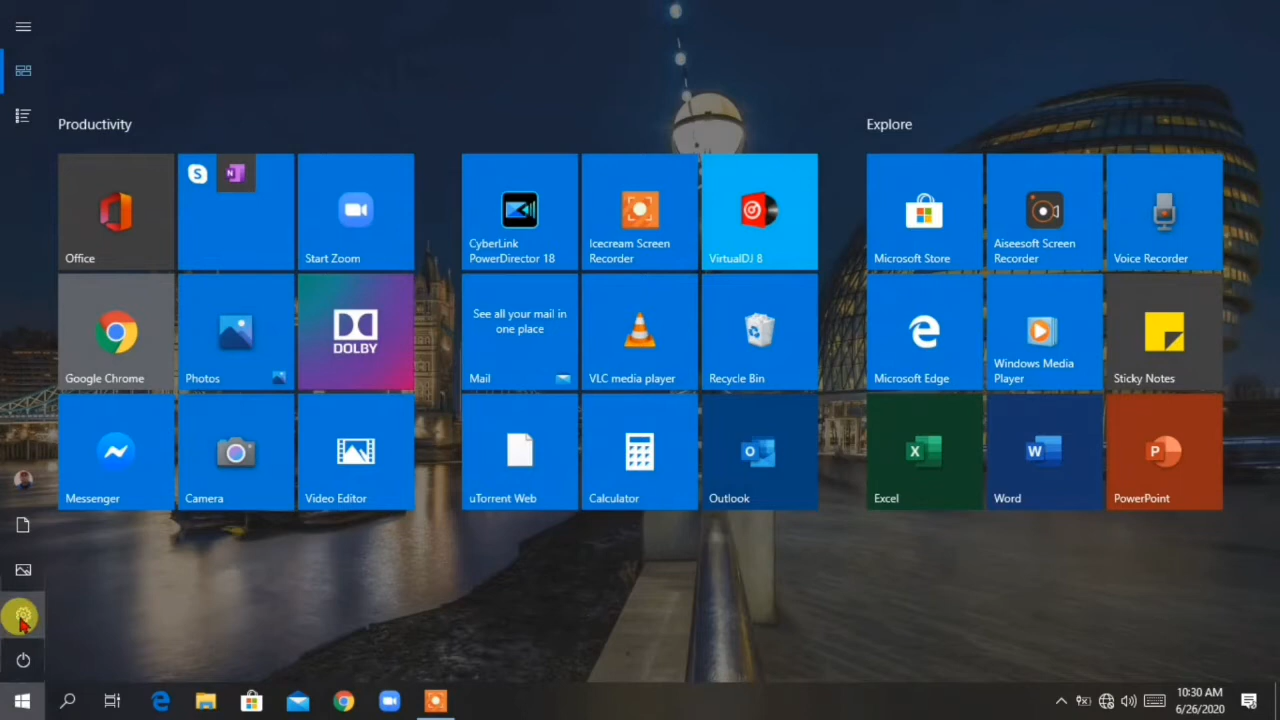 Productivity
Explore
Office
S
N
Start Zoom
CyberLink
PowerDirector 18
Icecream Screen
Recorder
VirtualDJ 8
Microsoft Store
Aiseesoft Screen
Recorder
Voice Recorder
Google Chrome
Photos
DOLBY
See all your mail in
one place
Mail
VLC media player
Recycle Bin
Microsoft Edge
Windows Media
Player
Sticky Notes
Messenger
Camera
Video Editor
uTorrent Web
Calculator
O
Outlook
X
Excel
W
Word
P
PowerPoint
10:30 AM
6/26/2020